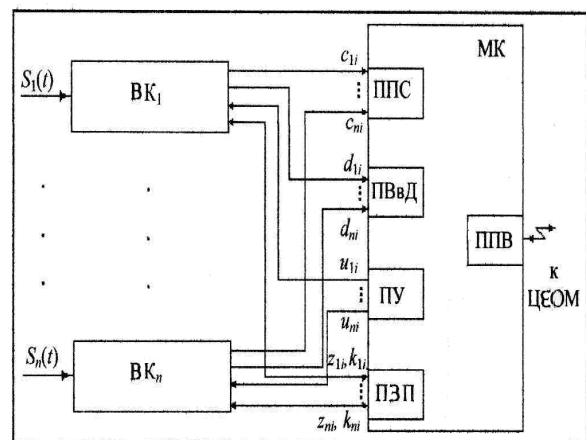 МК
S₁(t)
ВК₁
c₁ᵢ
ППС
cₙᵢ
d₁ᵢ
ПВвД
dₙᵢ
ППВ
к
ЦЕОМ
u₁ᵢ
ПУ
uₙᵢ
Sₙ(t)
ВКₙ
z₁ᵢ, k₁ᵢ
ПЗП
zₙᵢ, kₙᵢ